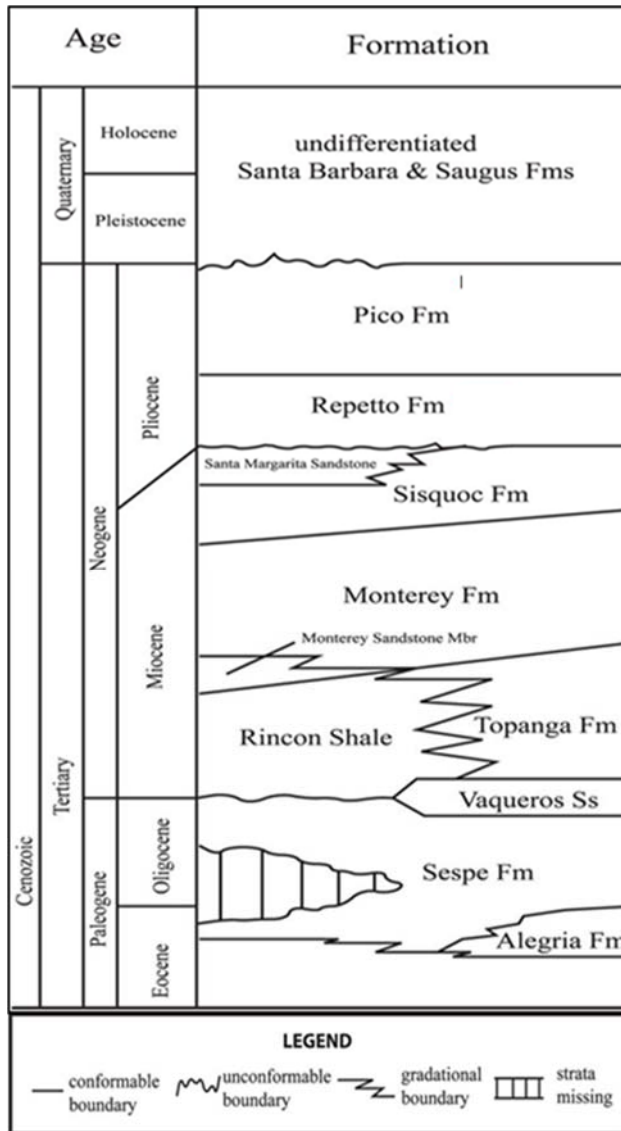 Age
Formation
Cenozoic
Quaternary
Tertiary
Neogene
Paleogene
Holocene
Pleistocene
Pliocene
Miocene
Oligocene
Eocene
undifferentiated
Santa Barbara & Saugus Fms
Pico Fm
Repetto Fm
Santa Margarita Sandstone
Sisquoc Fm
Monterey Fm
Monterey Sandstone Mbr
Rincon Shale
Topanga Fm
Vaqueros Ss
Sespe Fm
Alegria Fm
LEGEND
conformable
boundary
unconformable
boundary
gradational
boundary
strata
missing